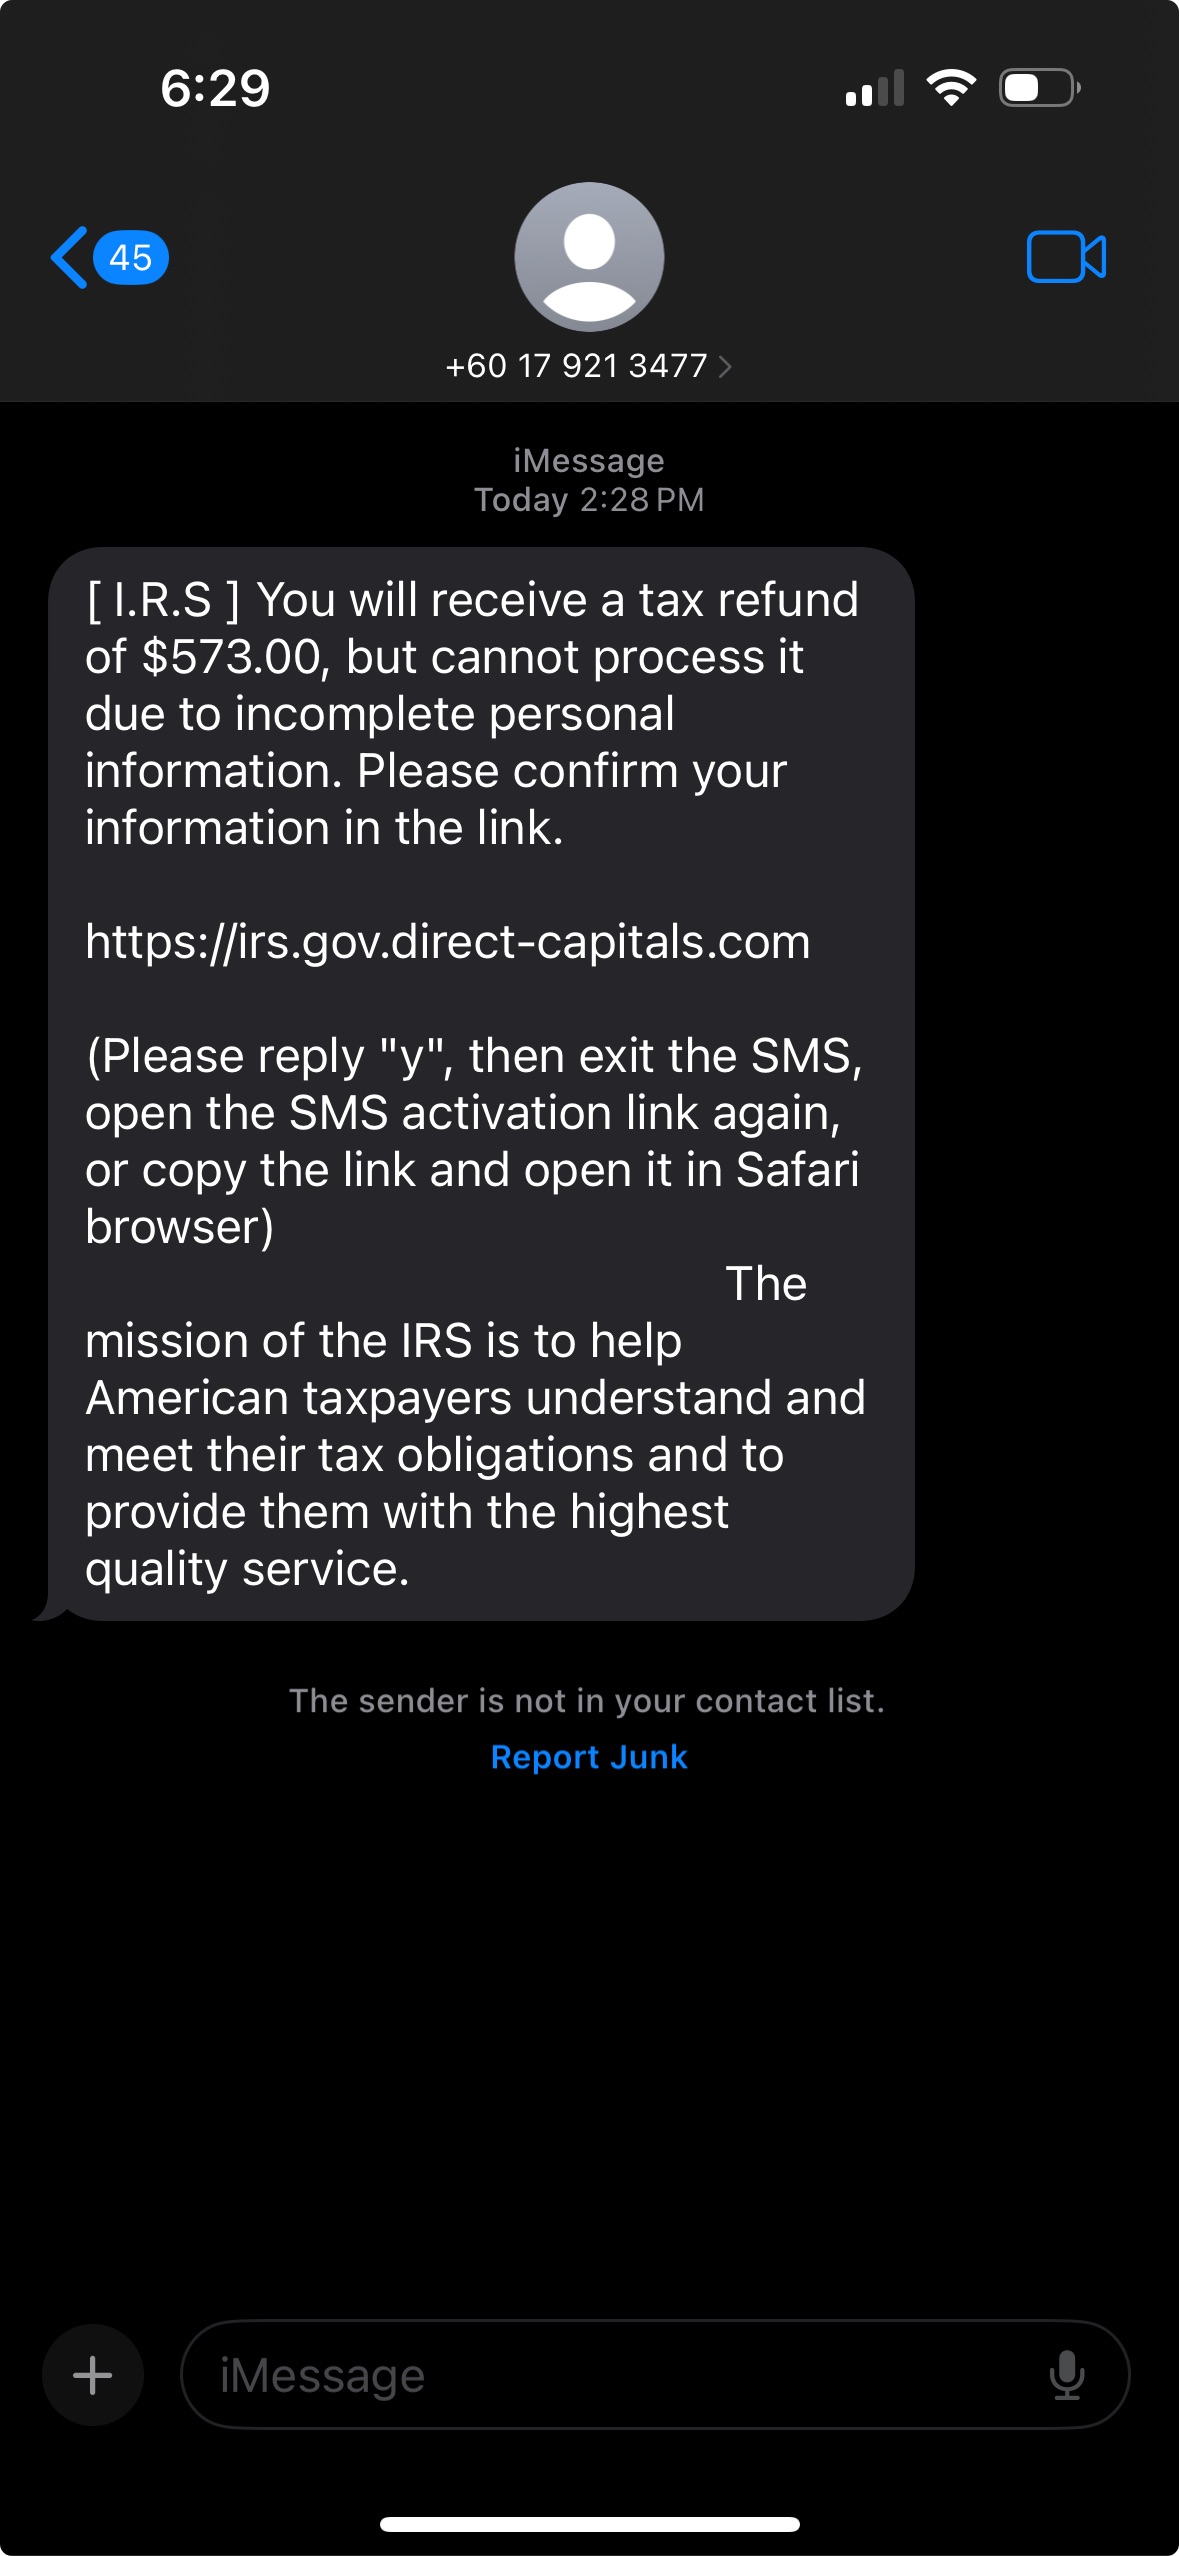 6:29
45
+60 17 921 3477
iMessage
Today 2:28 PM
[ I.R.S ] You will receive a tax refund
of $573.00, but cannot process it
due to incomplete personal
information. Please confirm your
information in the link.
https://irs.gov.direct-capitals.com
(Please reply "y", then exit the SMS,
open the SMS activation link again,
or copy the link and open it in Safari
browser)
The
mission of the IRS is to help
American taxpayers understand and
meet their tax obligations and to
provide them with the highest
quality service.
The sender is not in your contact list.
Report Junk
iMessage